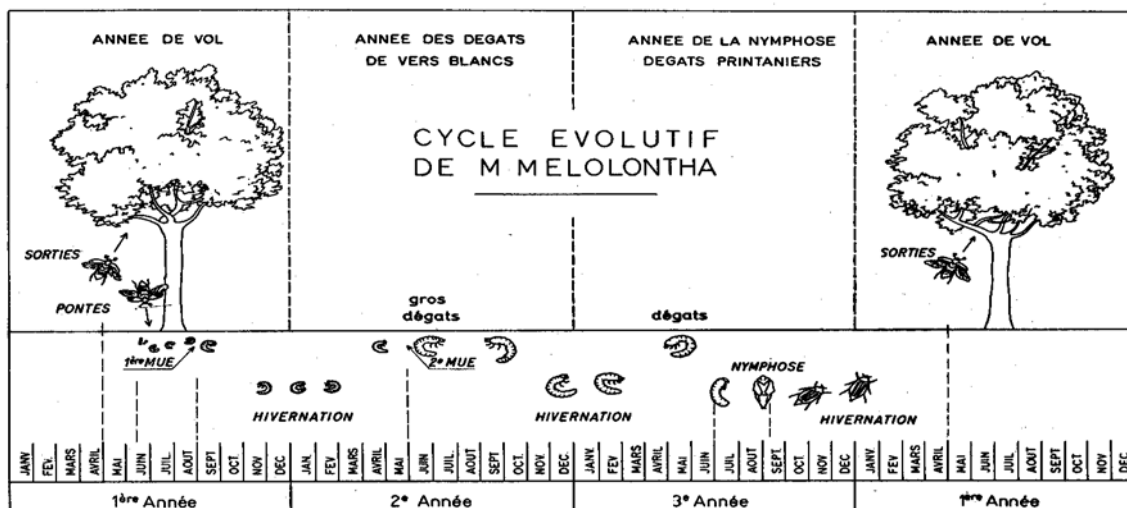 ANNEE DE VOL
ANNEE DES DEGATS
DE VERS BLANCS
ANNEE DE LA NYMPHOSE
DEGATS PRINTANIERS
ANNEE DE VOL
CYCLE EVOLUTIF
DE M.MELOLONTHA
SORTIES
PONTES
SORTIES
gros
dégats
dégats
1ère MUE
2e MUE
NYMPHOSE
HIVERNATION
HIVERNATION
HIVERNATION
JANV. FEV. MARS AVRIL MAI JUIN JUIL. AOUT SEPT. OCT. NOV. DEC. JAN. FEV. MARS AVRIL MAI JUIN JUIL. AOUT SEPT. OCT. NOV. DEC. JANV. FEV. MARS AVRIL MAI JUIN JUIL. AOUT SEPT. OCT. NOV. DEC. JANV. FEV. MARS AVRIL MAI JUIN JUIL. AOUT SEPT. OCT. NOV. DEC.
1ère Année
2e Année
3e Année
1ère Année